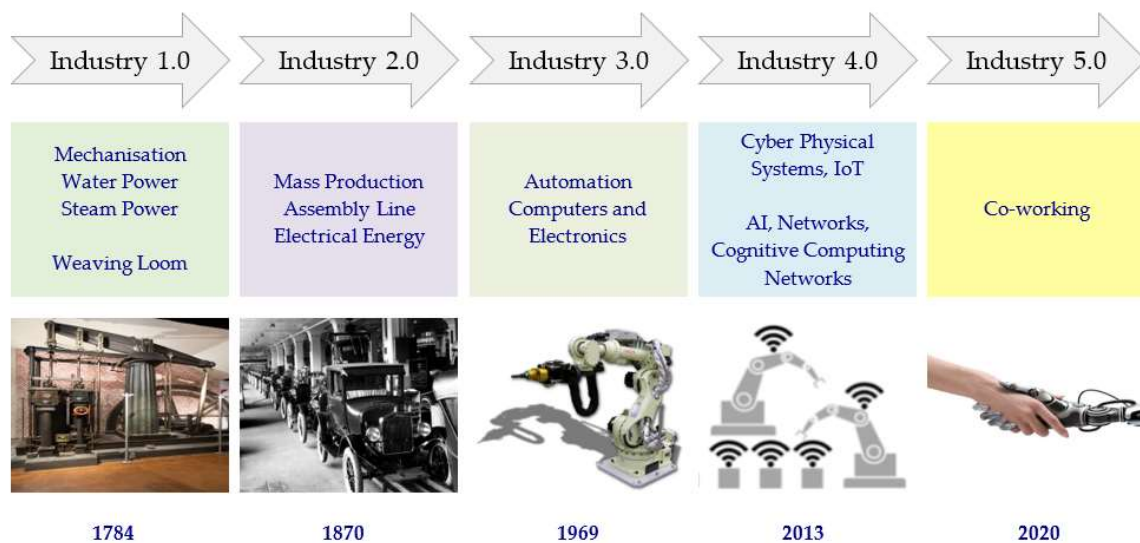 Industry 1.0
Industry 2.0
Industry 3.0
Industry 4.0
Industry 5.0
Mechanisation
Water Power
Steam Power
Weaving Loom
Mass Production
Assembly Line
Electrical Energy
Automation
Computers and
Electronics
Cyber Physical
Systems, IoT
AI, Networks,
Cognitive Computing
Networks
Co-working
1784
1870
1969
2013
2020